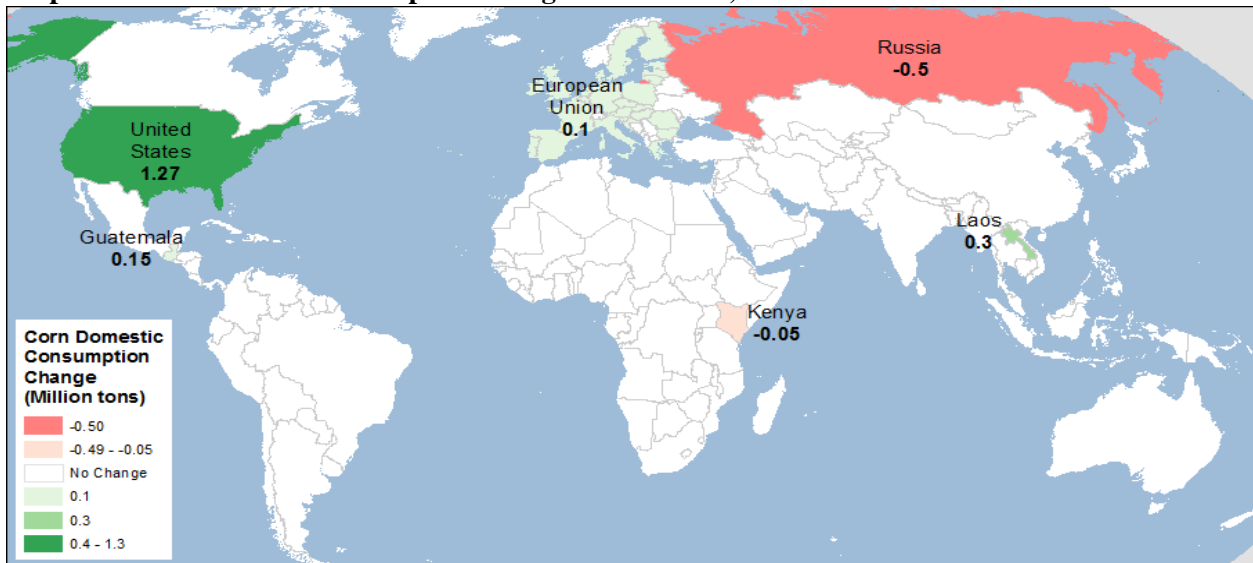 Russia
-0.5
European
Union
0.1
United
States
1.27
Guatemala
0.15
Laos
0.3
Kenya
-0.05
Corn Domestic
Consumption
Change
(Million tons)
-0.50
-0.49 - -0.05
No Change
0.1
0.3
0.4 - 1.3